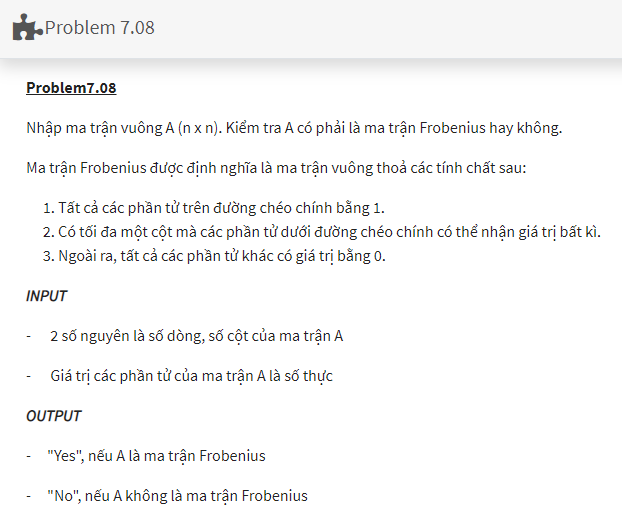 Problem 7.08
Problem7.08
Nhập ma trận vuông A (n x n). Kiểm tra A có phải là ma trận Frobenius hay không.
Ma trận Frobenius được định nghĩa là ma trận vuông thoả các tính chất sau:
1. Tất cả các phần tử trên đường chéo chính bằng 1.
2. Có tối đa một cột mà các phần tử dưới đường chéo chính có thể nhận giá trị bất kì.
3. Ngoài ra, tất cả các phần tử khác có giá trị bằng 0.
INPUT
- 2 số nguyên là số dòng, số cột của ma trận A
- Giá trị các phần tử của ma trận A là số thực
OUTPUT
- "Yes", nếu A là ma trận Frobenius
- "No", nếu A không là ma trận Frobenius